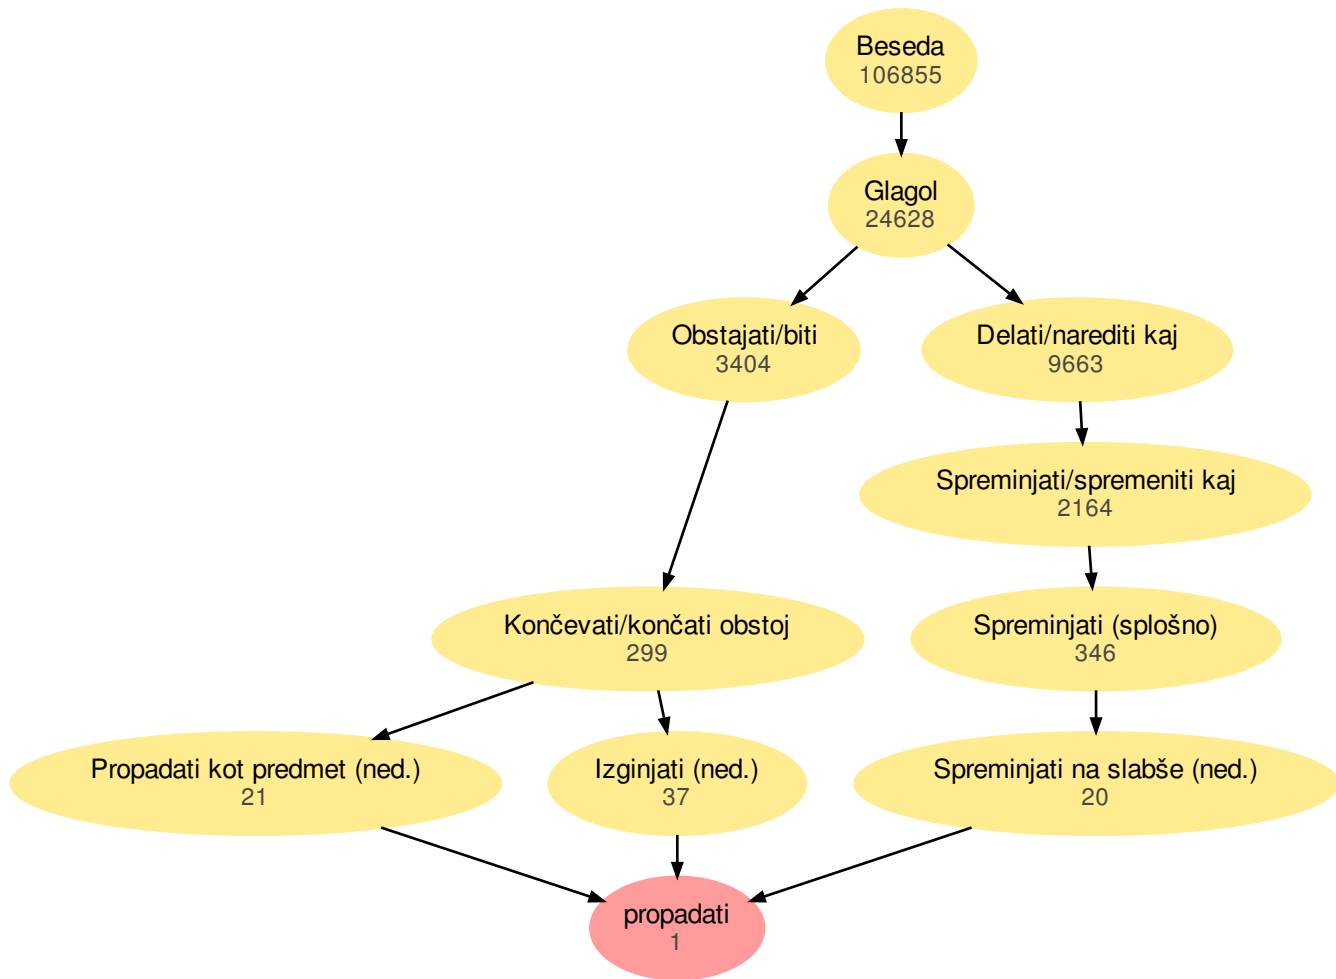 Beseda
106855
Glagol
24628
Obstajati/biti
3404
Delati/narediti kaj
9663
Spreminjati/spremeniti kaj
2164
Končevati/končati obstoj
299
Spreminjati (splošno)
346
Propadati kot predmet (ned.)
21
Izginjati (ned.)
37
Spreminjati na slabše (ned.)
20
propadati
1